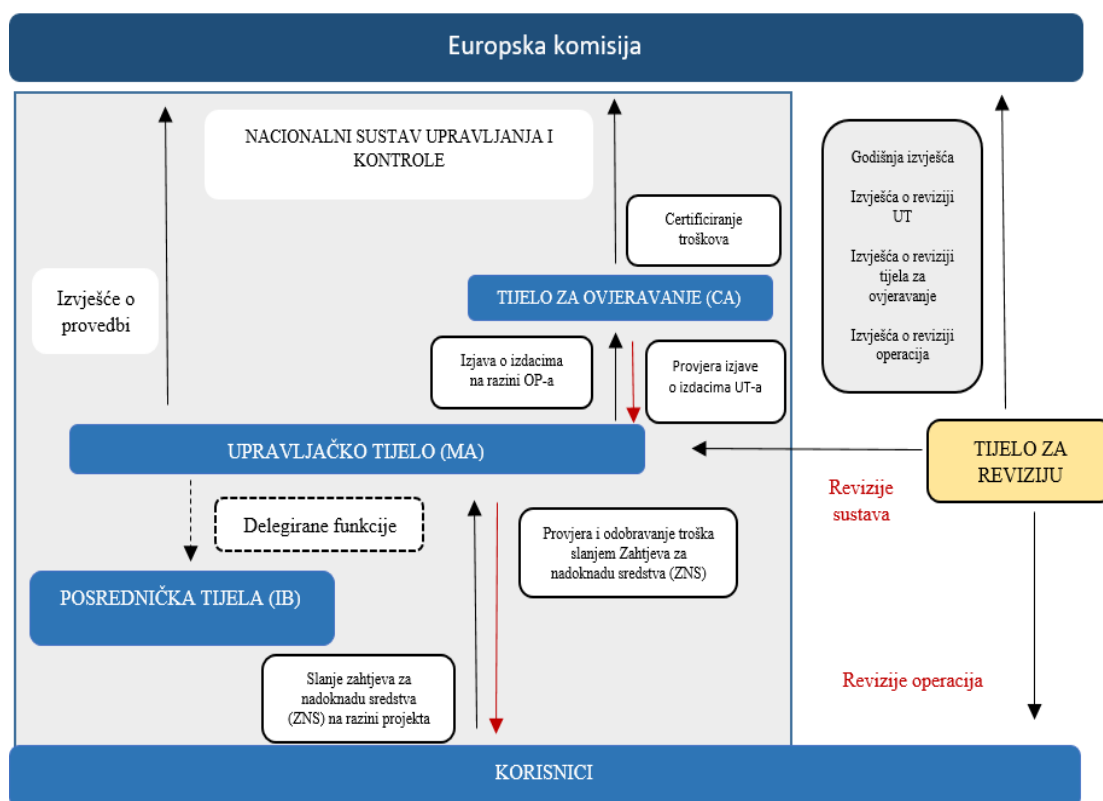 Europska komisija
NACIONALNI SUSTAV UPRAVLJANJA I
KONTROLE
Godišnja izvješća
Izvješća o reviziji
UT
Izvješća o reviziji
tijela za
ovjeravanje
Izvješća o reviziji
operacija
Certificiranje
troškova
Izvješće o
provedbi
TIJELO ZA OVJERAVANJE (CA)
Izjava o izdacima
na razini OP-a
Provjera izjave
o izdacima UT-a
UPRAVLJAČKO TIJELO (MA)
TIJELO ZA
REVIZIJU
Revizije
sustava
Delegirane funkcije
Provjera i odobravanje troška
slanjem Zahtjeva za
nadoknadu sredstva (ZNS)
POSREDNIČKA TIJELA (IB)
Slanje zahtjeva za
nadoknadu sredstva
(ZNS) na razini projekta
Revizije operacija
KORISNICI